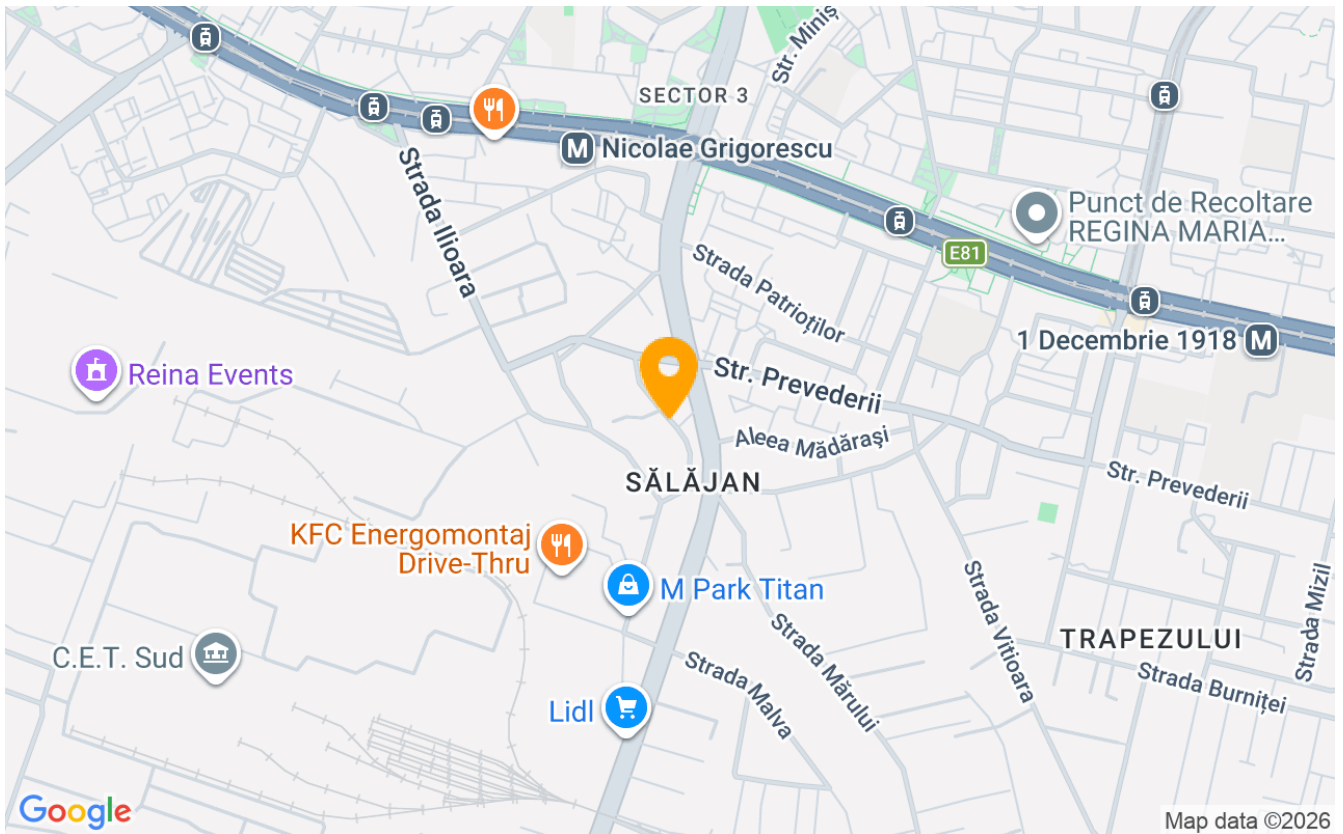 Str. Miniș
SECTOR 3
M Nicolae Grigorescu
Strada Ilioara
Punct de Recoltare
REGINA MARIA...
E81
Strada Patrioților
1 Decembrie 1918 M
Reina Events
Str. Prevederii
Aleea Mădărași
SĂLĂJAN
Str. Prevederii
KFC Energomontaj
Drive-Thru
M Park Titan
Strada Vitioara
Strada Mizil
TRAPEZULUI
C.E.T. Sud
Strada Mărului
Strada Malva
Strada Burniței
Lidl
Google
Map data ©2026